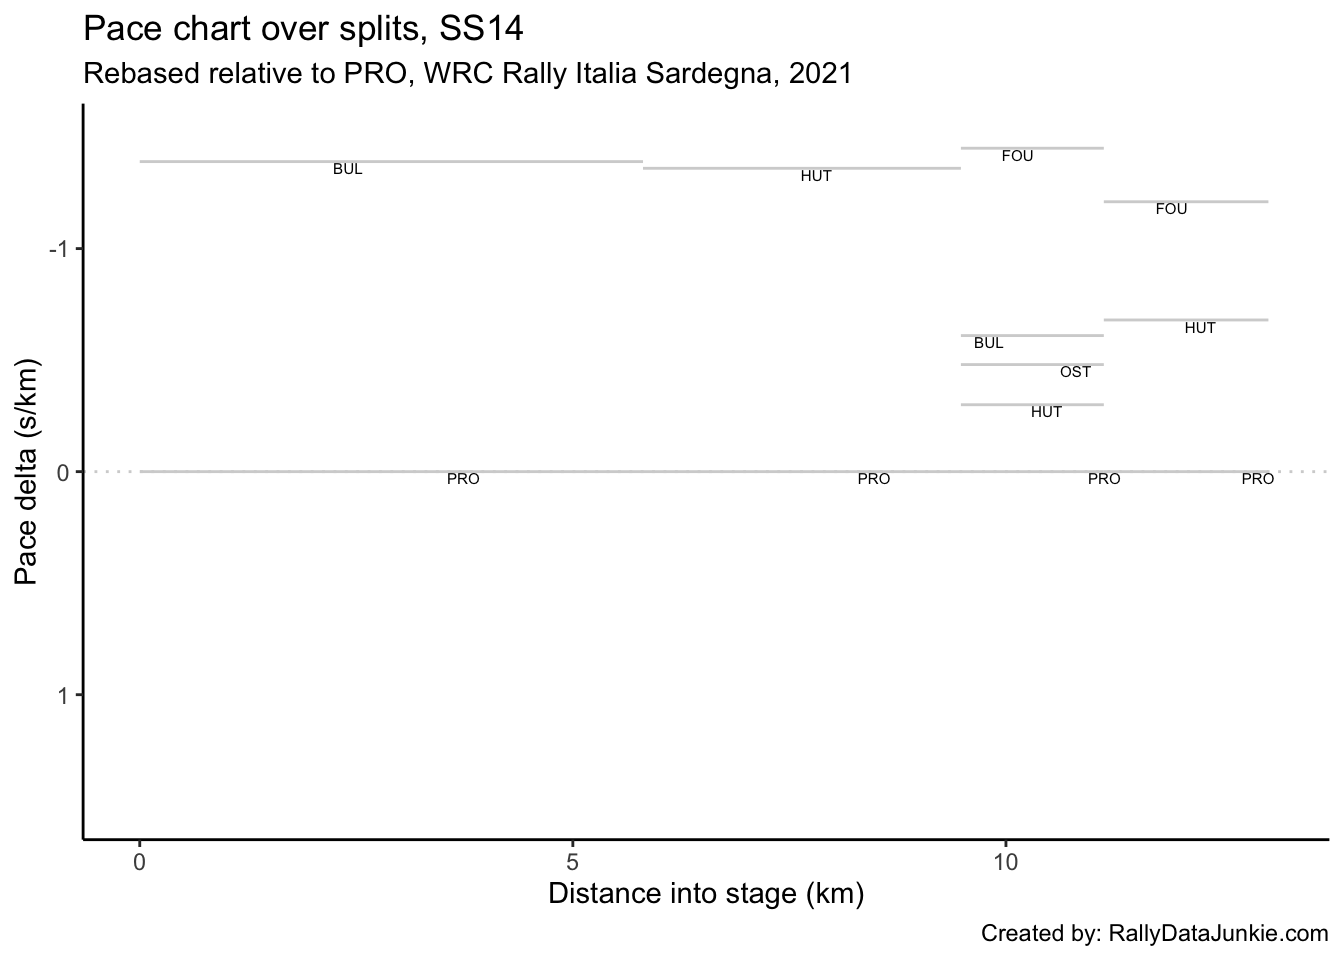 Pace chart over splits, SS14
Rebased relative to PRO, WRC Rally Italia Sardegna, 2021
FOU
BUL
HUT
FOU
-1
HUT
BUL
OST
HUT
0
PRO PRO PRO PRO
1
Pace delta (s/km)
0 5 10
Distance into stage (km)
Created by: RallyDataJunkie.com